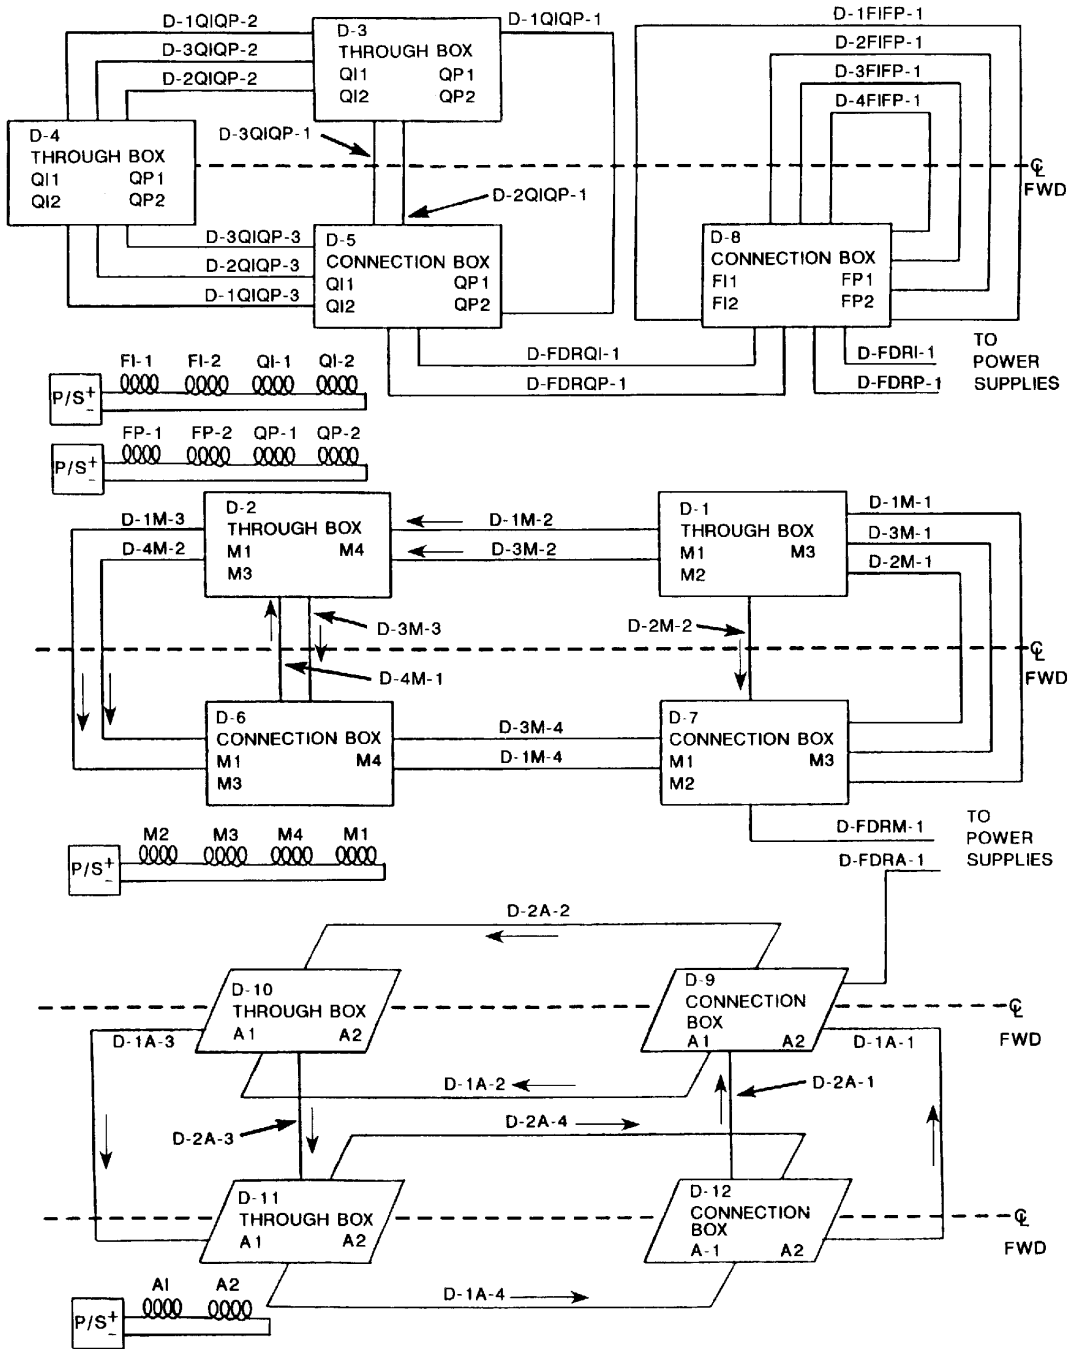 D-1QIQP-2
D-3QIQP-2
D-2QIQP-2
D-3
THROUGH BOX
QI1 QP1
QI2 QP2
D-1QIQP-1
D-1FIFP-1
D-2FIFP-1
D-3FIFP-1
D-4FIFP-1
D-4
THROUGH BOX
QI1 QP1
QI2 QP2
D-3QIQP-1
D-2QIQP-1
℄
FWD
D-3QIQP-3
D-2QIQP-3
D-1QIQP-3
D-5
CONNECTION BOX
QI1 QP1
QI2 QP2
D-8
CONNECTION BOX
FI1 FP1
FI2 FP2
D-FDRQI-1
D-FDRQP-1
D-FDRI-1
D-FDRP-1
TO
POWER
SUPPLIES
FI-1 FI-2 QI-1 QI-2
P/S + -
FP-1 FP-2 QP-1 QP-2
P/S + -
D-1M-3
D-4M-2
D-2
THROUGH BOX
M1 M4
M3
D-1M-2
D-3M-2
D-1
THROUGH BOX
M1 M3
M2
D-1M-1
D-3M-1
D-2M-1
D-3M-3
D-2M-2
D-4M-1
℄
FWD
D-6
CONNECTION BOX
M1 M4
M3
D-3M-4
D-1M-4
D-7
CONNECTION BOX
M1 M3
M2
M2 M3 M4 M1
P/S + -
D-FDRM-1
D-FDRA-1
TO
POWER
SUPPLIES
D-2A-2
D-10
THROUGH BOX
A1 A2
D-9
CONNECTION
BOX
A1 A2
℄
FWD
D-1A-3
D-1A-1
D-1A-2
D-2A-1
D-2A-3
D-2A-4
D-11
THROUGH BOX
A1 A2
D-12
CONNECTION
BOX
A-1 A2
℄
FWD
D-1A-4
A1 A2
P/S + -